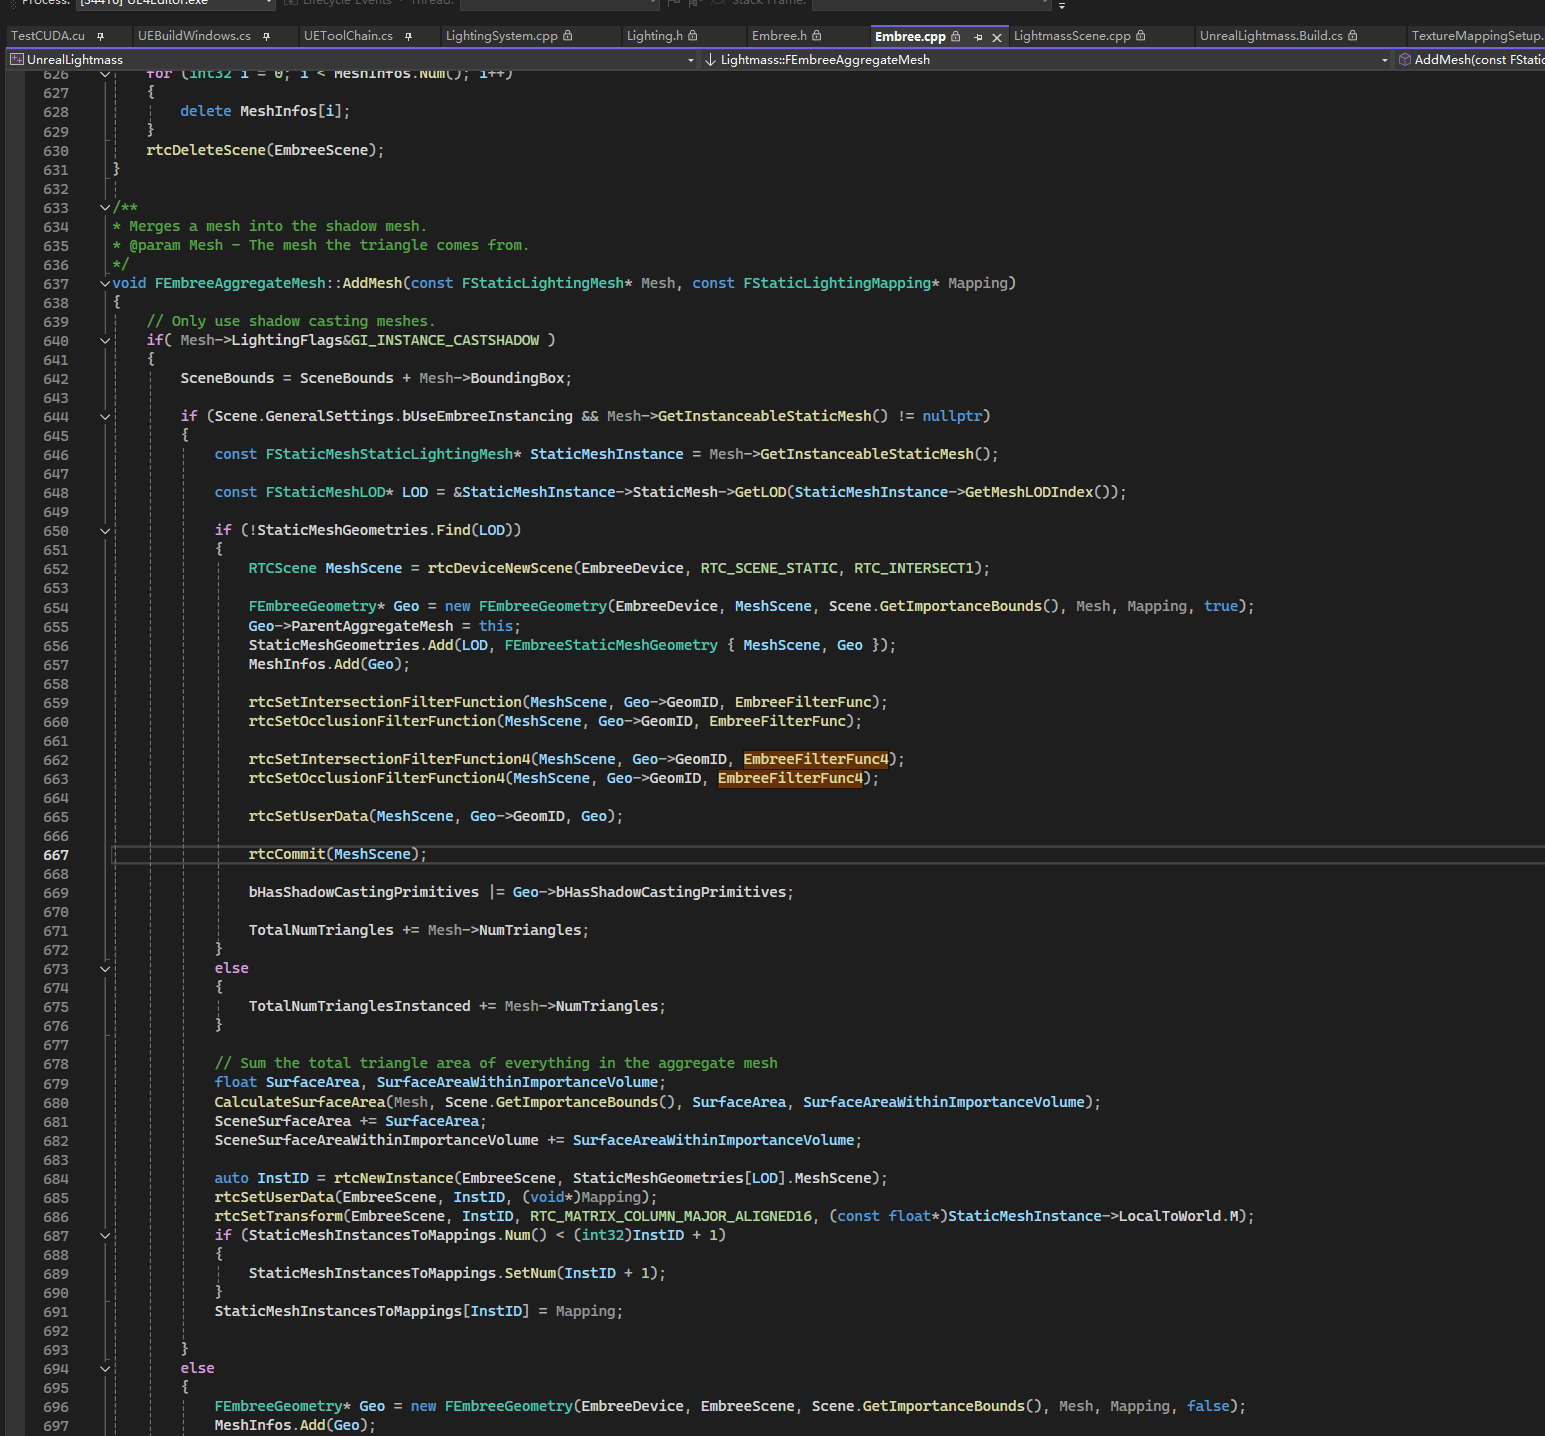 Process: [34410] UE4Editor.exe Lifecycle Events Thread: Stack Frame:
TestCUDA.cu UEBuildWindows.cs UEToolChain.cs LightingSystem.cpp Lighting.h Embree.h Embree.cpp LightmassScene.cpp UnrealLightmass.Build.cs TextureMappingSetup.
UnrealLightmass Lightmass::FEmbreeAggregateMesh AddMesh(const FStatic
626 for (int32 i = 0; i < MeshInfos.Num(); i++)
627 {
628 delete MeshInfos[i];
629 }
630 rtcDeleteScene(EmbreeScene);
631 }
632
633 /**
634 * Merges a mesh into the shadow mesh.
635 * @param Mesh - The mesh the triangle comes from.
636 */
637 void FEmbreeAggregateMesh::AddMesh(const FStaticLightingMesh* Mesh, const FStaticLightingMapping* Mapping)
638 {
639 // Only use shadow casting meshes.
640 if( Mesh->LightingFlags&GI_INSTANCE_CASTSHADOW )
641 {
642 SceneBounds = SceneBounds + Mesh->BoundingBox;
643
644 if (Scene.GeneralSettings.bUseEmbreeInstancing && Mesh->GetInstanceableStaticMesh() != nullptr)
645 {
646 const FStaticMeshStaticLightingMesh* StaticMeshInstance = Mesh->GetInstanceableStaticMesh();
647
648 const FStaticMeshLOD* LOD = &StaticMeshInstance->StaticMesh->GetLOD(StaticMeshInstance->GetMeshLODIndex());
649
650 if (!StaticMeshGeometries.Find(LOD))
651 {
652 RTCScene MeshScene = rtcDeviceNewScene(EmbreeDevice, RTC_SCENE_STATIC, RTC_INTERSECT1);
653
654 FEmbreeGeometry* Geo = new FEmbreeGeometry(EmbreeDevice, MeshScene, Scene.GetImportanceBounds(), Mesh, Mapping, true);
655 Geo->ParentAggregateMesh = this;
656 StaticMeshGeometries.Add(LOD, FEmbreeStaticMeshGeometry { MeshScene, Geo });
657 MeshInfos.Add(Geo);
658
659 rtcSetIntersectionFilterFunction(MeshScene, Geo->GeomID, EmbreeFilterFunc);
660 rtcSetOcclusionFilterFunction(MeshScene, Geo->GeomID, EmbreeFilterFunc);
661
662 rtcSetIntersectionFilterFunction4(MeshScene, Geo->GeomID, EmbreeFilterFunc4);
663 rtcSetOcclusionFilterFunction4(MeshScene, Geo->GeomID, EmbreeFilterFunc4);
664
665 rtcSetUserData(MeshScene, Geo->GeomID, Geo);
666
667 rtcCommit(MeshScene);
668
669 bHasShadowCastingPrimitives |= Geo->bHasShadowCastingPrimitives;
670
671 TotalNumTriangles += Mesh->NumTriangles;
672 }
673 else
674 {
675 TotalNumTrianglesInstanced += Mesh->NumTriangles;
676 }
677
678 // Sum the total triangle area of everything in the aggregate mesh
679 float SurfaceArea, SurfaceAreaWithinImportanceVolume;
680 CalculateSurfaceArea(Mesh, Scene.GetImportanceBounds(), SurfaceArea, SurfaceAreaWithinImportanceVolume);
681 SceneSurfaceArea += SurfaceArea;
682 SceneSurfaceAreaWithinImportanceVolume += SurfaceAreaWithinImportanceVolume;
683
684 auto InstID = rtcNewInstance(EmbreeScene, StaticMeshGeometries[LOD].MeshScene);
685 rtcSetUserData(EmbreeScene, InstID, (void*)Mapping);
686 rtcSetTransform(EmbreeScene, InstID, RTC_MATRIX_COLUMN_MAJOR_ALIGNED16, (const float*)StaticMeshInstance->LocalToWorld.M);
687 if (StaticMeshInstancesToMappings.Num() < (int32)InstID + 1)
688 {
689 StaticMeshInstancesToMappings.SetNum(InstID + 1);
690 }
691 StaticMeshInstancesToMappings[InstID] = Mapping;
692
693 }
694 else
695 {
696 FEmbreeGeometry* Geo = new FEmbreeGeometry(EmbreeDevice, EmbreeScene, Scene.GetImportanceBounds(), Mesh, Mapping, false);
697 MeshInfos.Add(Geo);